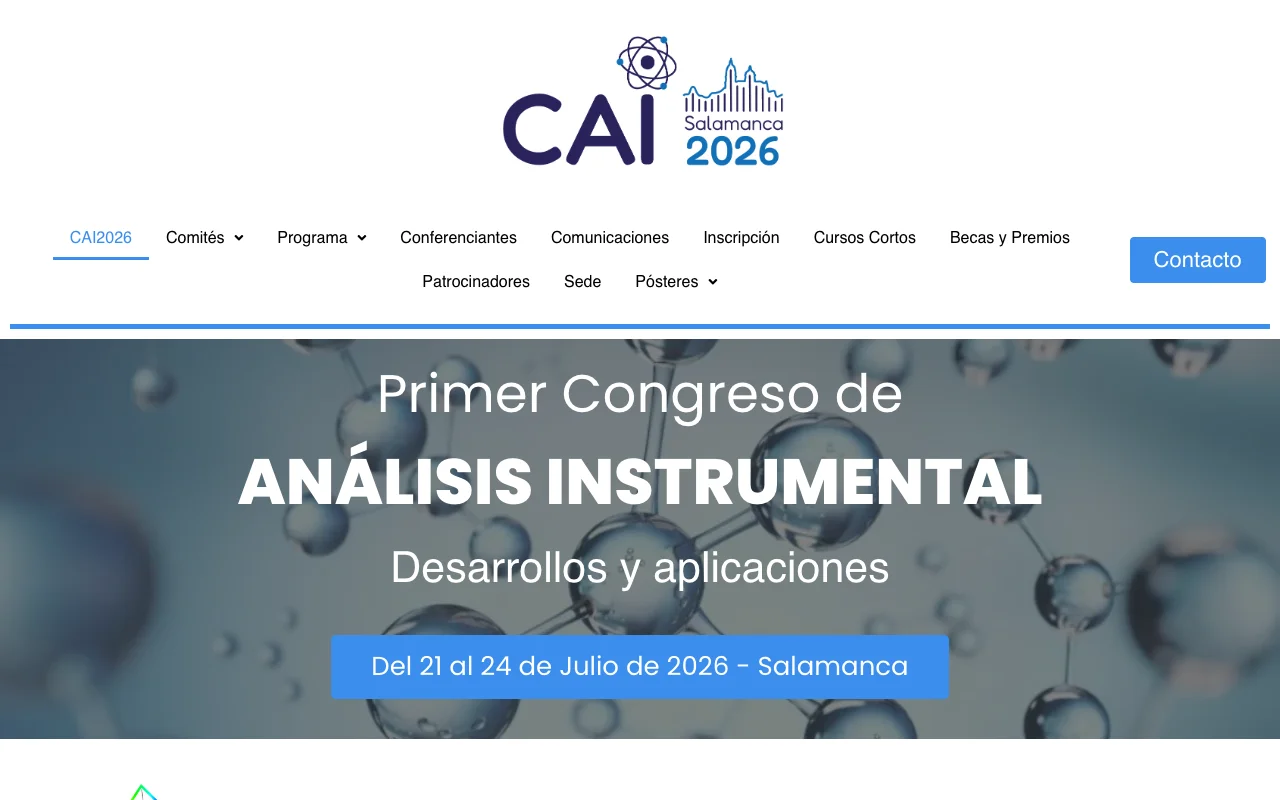 CAI
Salamanca
2026
CAI2026 Comités Programa Conferenciantes Comunicaciones Inscripción Cursos Cortos Becas y Premios
Patrocinadores Sede Pósteres
Contacto
Primer Congreso de
ANÁLISIS INSTRUMENTAL
Desarrollos y aplicaciones
Del 21 al 24 de Julio de 2026 - Salamanca